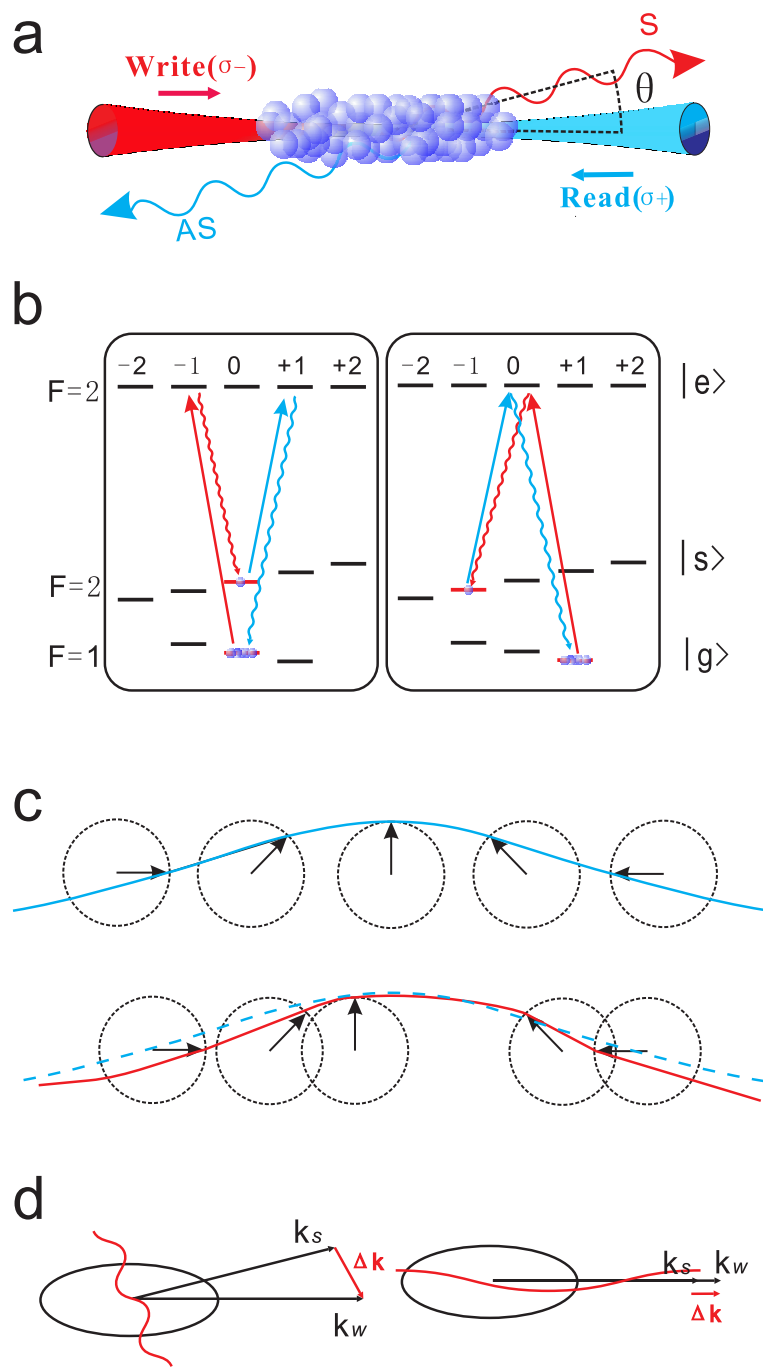 a
S
Write(σ−)
θ
Read(σ+)
AS
b
-2 -1 0 +1 +2
-2 -1 0 +1 +2
F=2
|e>
F=2
|s>
F=1
|g>
c
d
ks
Δk
kw
ks kw
Δk